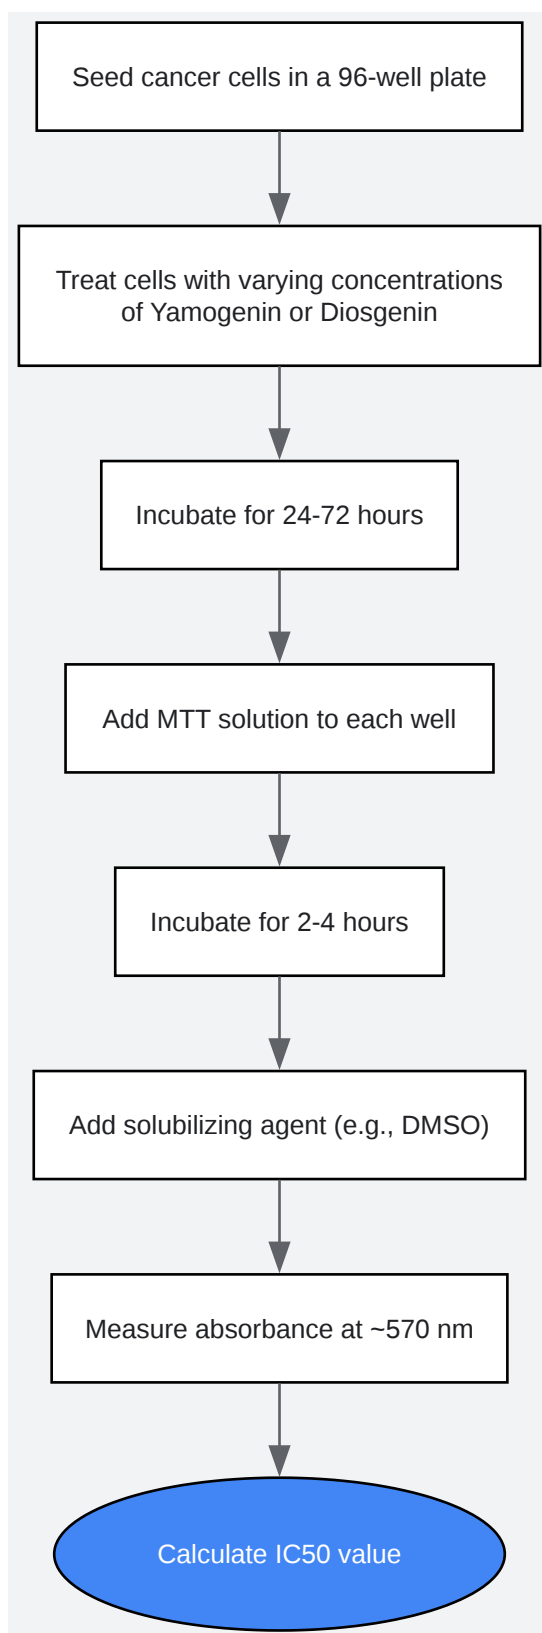 Seed cancer cells in a 96-well plate
Treat cells with varying concentrations
of Yamogenin or Diosgenin
Incubate for 24-72 hours
Add MTT solution to each well
Incubate for 2-4 hours
Add solubilizing agent (e.g., DMSO)
Measure absorbance at ~570 nm
Calculate IC50 value